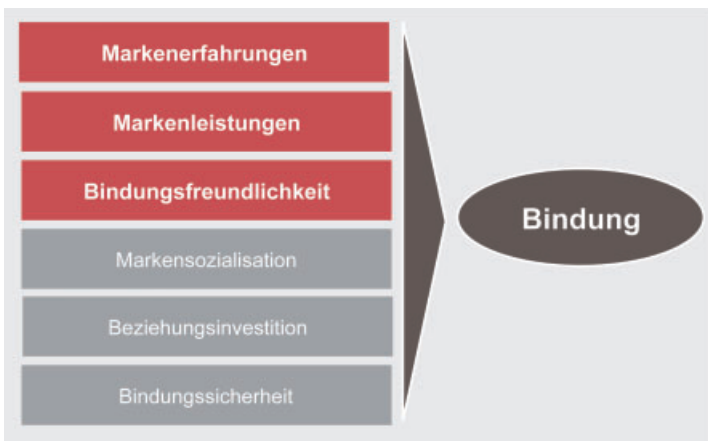 Markenerfahrungen
Markenleistungen
Bindungsfreundlichkeit
Markensozialisation
Beziehungsinvestition
Bindungssicherheit
Bindung